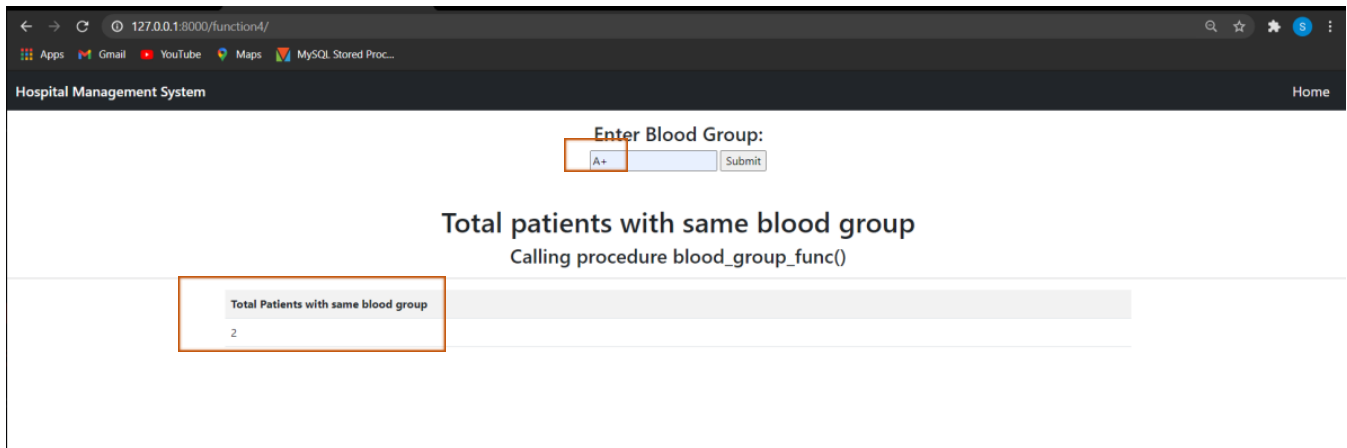 127.0.0.1:8000/function4/
Apps Gmail YouTube Maps MySQL Stored Proc...
S
Hospital Management System Home
Enter Blood Group:
A+ Submit
Total patients with same blood group
Calling procedure blood_group_func()
Total Patients with same blood group
2